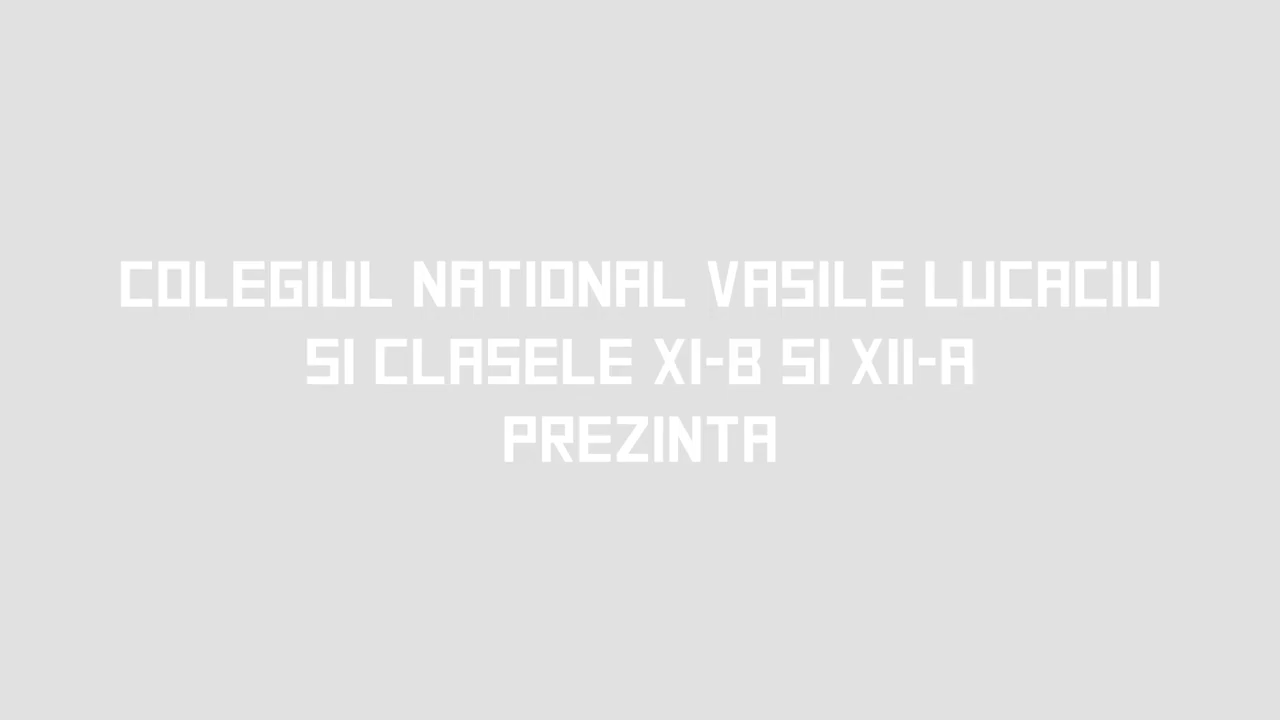 COLEGIUL NATIONAL VASILE LUCACIU
SI CLASELE XI-B SI XII-A
PREZINTA